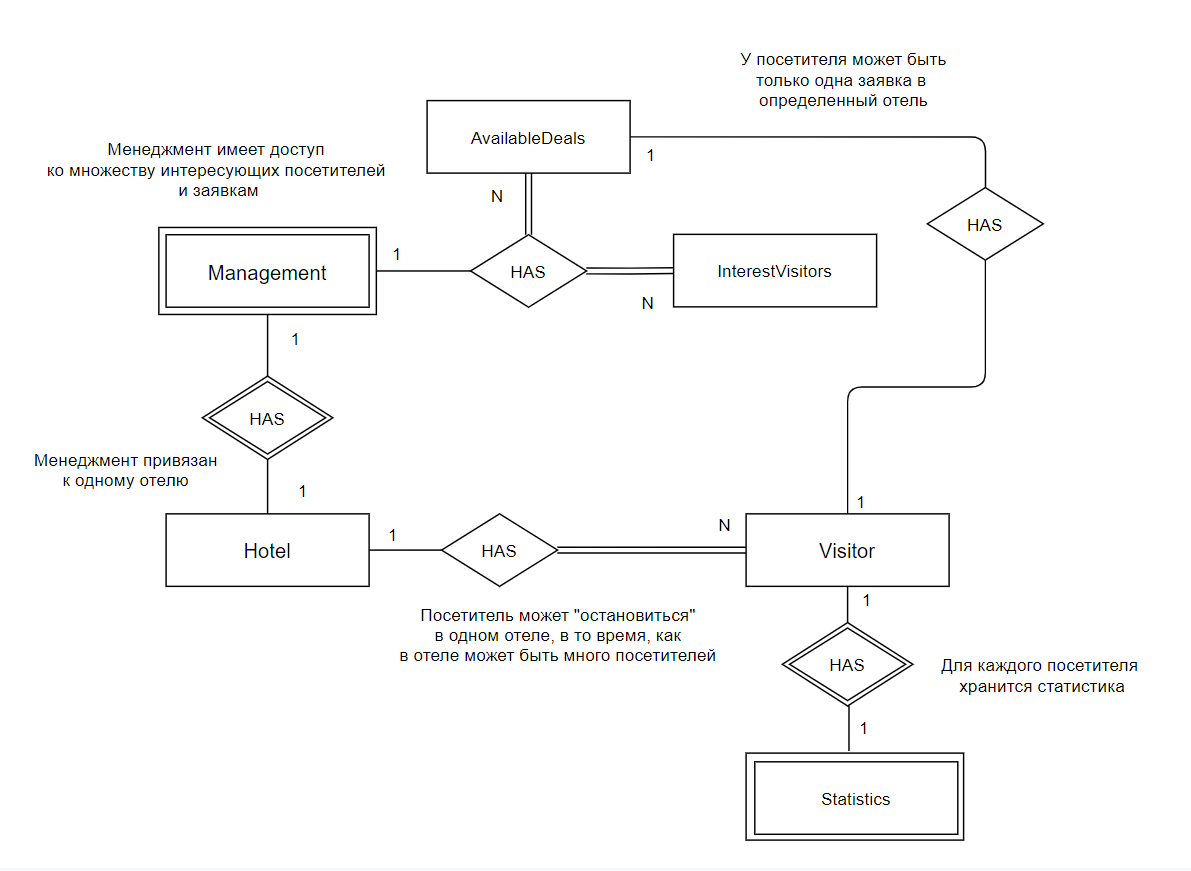 У посетителя может быть
только одна заявка в
определенный отель
AvailableDeals
1
Менеджмент имеет доступ
ко множеству интересующих посетителей
и заявкам
N
HAS
Management
1
HAS
InterestVisitors
N
1
HAS
Менеджмент привязан
к одному отелю
1
Hotel
1
HAS
N
1
Visitor
Посетитель может "остановиться"
в одном отеле, в то время, как
в отеле может быть много посетителей
1
HAS
Для каждого посетителя
хранится статистика
1
Statistics